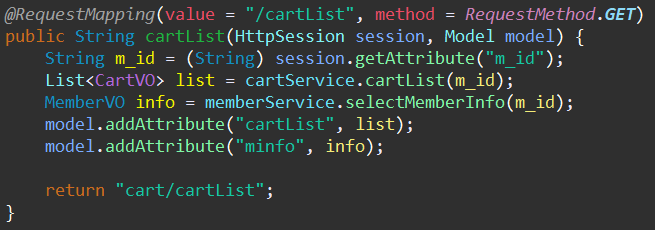 @RequestMapping(value = "/cartList", method = RequestMethod.GET)
public String cartList(HttpSession session, Model model) {
    String m_id = (String) session.getAttribute("m_id");
    List<CartVO> list = cartService.cartList(m_id);
    MemberVO info = memberService.selectMemberInfo(m_id);
    model.addAttribute("cartList", list);
    model.addAttribute("minfo", info);

    return "cart/cartList";
}